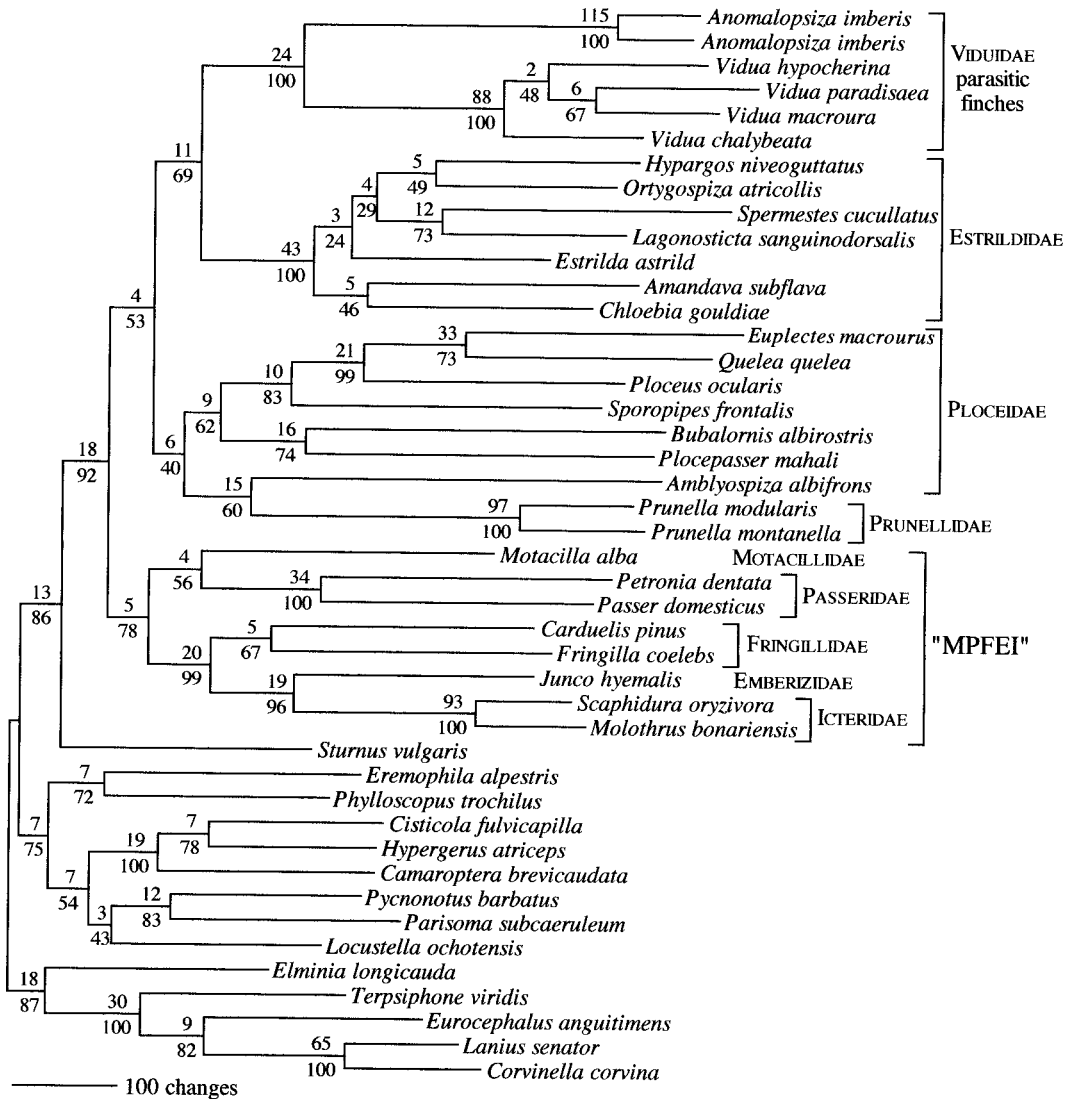 115
Anomalopsiza imberis
100
Anomalopsiza imberis
VIDUIDAE
parasitic
finches
24
100
2
Vidua hypocherina
48
6
Vidua paradisaea
67
Vidua macroura
88
100
Vidua chalybeata
11
69
5
Hypargos niveoguttatus
49
Ortygospiza atricollis
4
29
12
Spermestes cucullatus
73
Lagonosticta sanguinodorsalis
3
24
Estrilda astrild
ESTRILDIDAE
43
100
5
Amandava subflava
46
Chloebia gouldiae
4
53
33
Euplectes macrourus
73
Quelea quelea
21
99
Ploceus ocularis
10
83
Sporopipes frontalis
PLOCEIDAE
9
62
16
Bubalornis albirostris
74
Plocepasser mahali
6
40
15
Amblyospiza albifrons
60
97
Prunella modularis
100
Prunella montanella
PRUNELLIDAE
18
92
4
Motacilla alba
MOTACILLIDAE
56
34
Petronia dentata
100
Passer domesticus
PASSERIDAE
5
78
5
Carduelis pinus
67
Fringilla coelebs
FRINGILLIDAE
"MPFEI"
20
99
19
Junco hyemalis
EMBERIZIDAE
96
93
Scaphidura oryzivora
100
Molothrus bonariensis
ICTERIDAE
13
86
Sturnus vulgaris
7
Eremophila alpestris
72
Phylloscopus trochilus
7
75
7
Cisticola fulvicapilla
78
Hypergerus atriceps
19
100
Camaroptera brevicaudata
7
54
12
Pycnonotus barbatus
83
Parisoma subcaeruleum
3
43
Locustella ochotensis
18
Elminia longicauda
87
30
Terpsiphone viridis
100
9
Eurocephalus anguitimens
82
65
Lanius senator
100
Corvinella corvina
100 changes